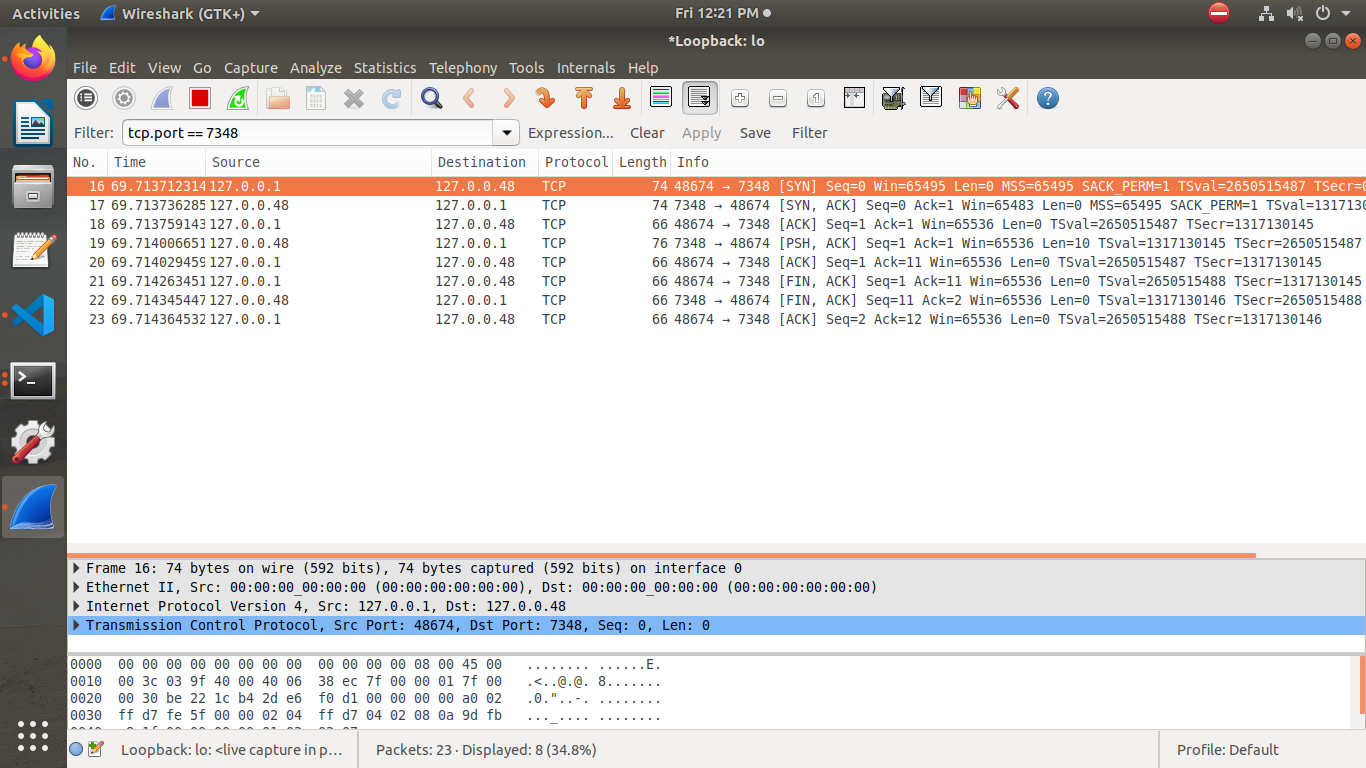 Activities Wireshark (GTK+) Fri 12:21 PM
*Loopback: lo
File Edit View Go Capture Analyze Statistics Telephony Tools Internals Help
Filter: tcp.port == 7348 Expression... Clear Apply Save Filter
No. Time Source Destination Protocol Length Info
16 69.713712314 127.0.0.1 127.0.0.48 TCP 74 48674 → 7348 [SYN] Seq=0 Win=65495 Len=0 MSS=65495 SACK_PERM=1 TSval=2650515487 TSecr=0
17 69.713736285 127.0.0.48 127.0.0.1 TCP 74 7348 → 48674 [SYN, ACK] Seq=0 Ack=1 Win=65483 Len=0 MSS=65495 SACK_PERM=1 TSval=1317130
18 69.713759143 127.0.0.1 127.0.0.48 TCP 66 48674 → 7348 [ACK] Seq=1 Ack=1 Win=65536 Len=0 TSval=2650515487 TSecr=1317130145
19 69.714006651 127.0.0.48 127.0.0.1 TCP 76 7348 → 48674 [PSH, ACK] Seq=1 Ack=1 Win=65536 Len=10 TSval=1317130145 TSecr=2650515487
20 69.714029459 127.0.0.1 127.0.0.48 TCP 66 48674 → 7348 [ACK] Seq=1 Ack=11 Win=65536 Len=0 TSval=2650515487 TSecr=1317130145
21 69.714263451 127.0.0.1 127.0.0.48 TCP 66 48674 → 7348 [FIN, ACK] Seq=1 Ack=11 Win=65536 Len=0 TSval=2650515488 TSecr=1317130145
22 69.714345447 127.0.0.48 127.0.0.1 TCP 66 7348 → 48674 [FIN, ACK] Seq=11 Ack=2 Win=65536 Len=0 TSval=1317130146 TSecr=2650515488
23 69.714364532 127.0.0.1 127.0.0.48 TCP 66 48674 → 7348 [ACK] Seq=2 Ack=12 Win=65536 Len=0 TSval=2650515488 TSecr=1317130146
Frame 16: 74 bytes on wire (592 bits), 74 bytes captured (592 bits) on interface 0
Ethernet II, Src: 00:00:00_00:00:00 (00:00:00:00:00:00), Dst: 00:00:00_00:00:00 (00:00:00:00:00:00)
Internet Protocol Version 4, Src: 127.0.0.1, Dst: 127.0.0.48
Transmission Control Protocol, Src Port: 48674, Dst Port: 7348, Seq: 0, Len: 0
0000 00 00 00 00 00 00 00 00 00 00 00 00 08 00 45 00 ........ ......E.
0010 00 3c 03 9f 40 00 40 06 38 ec 7f 00 00 01 7f 00 .<..@.@. 8.......
0020 00 30 be 22 1c b4 2d e6 f0 d1 00 00 00 00 a0 02 .0."..-. ........
0030 ff d7 fe 5f 00 00 02 04 ff d7 04 02 08 0a 9d fb ..._.... ........
Loopback: lo: <live capture in p... Packets: 23 · Displayed: 8 (34.8%) Profile: Default